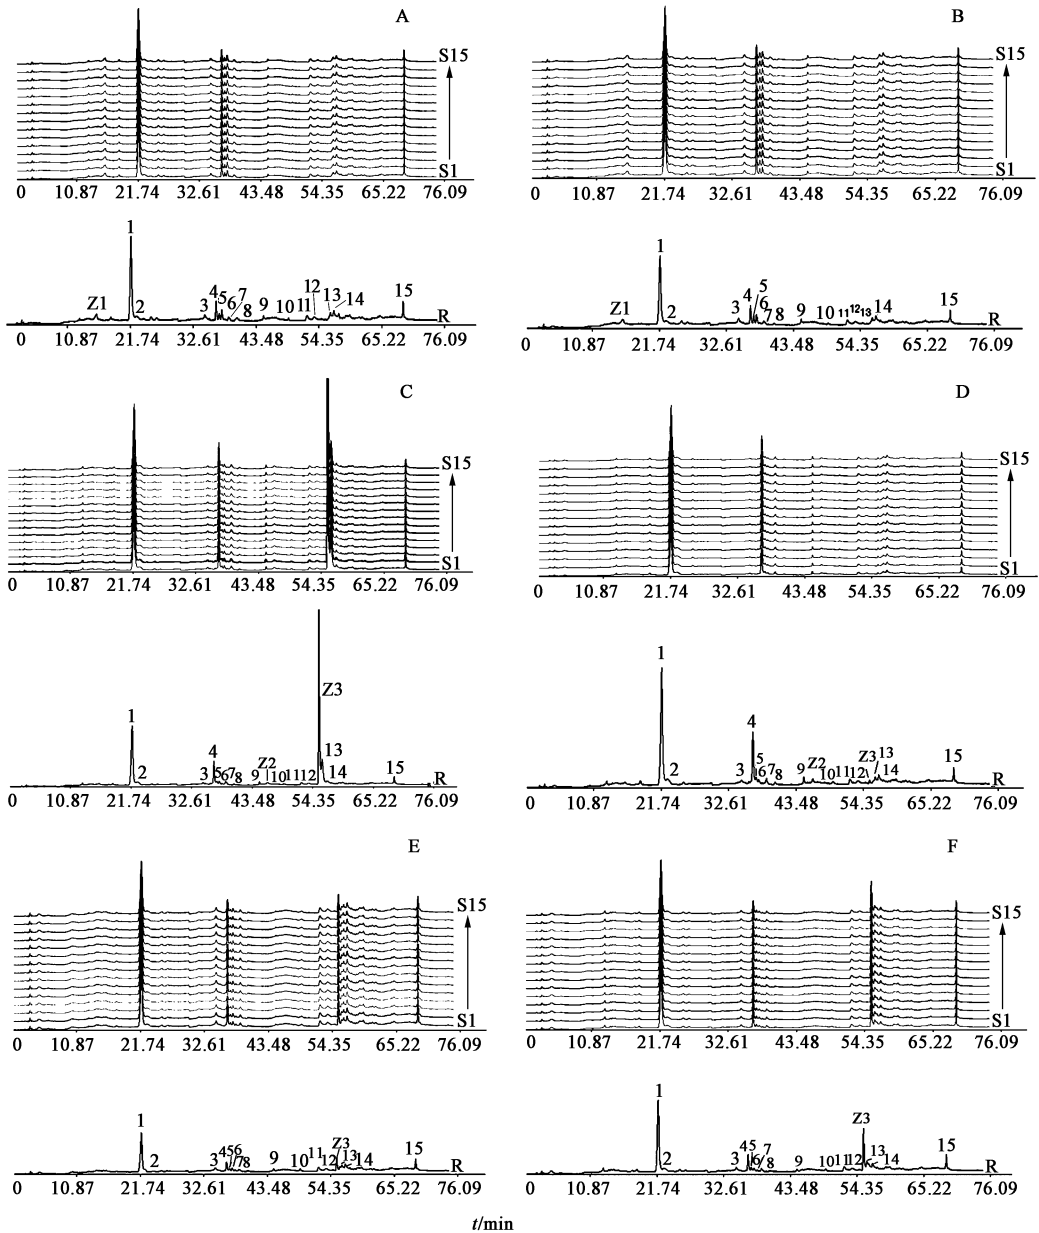 A
S15
S1
0 10.87 21.74 32.61 43.48 54.35 65.22 76.09
B
S15
S1
0 10.87 21.74 32.61 43.48 54.35 65.22 76.09
Z1 1 2 3 4 5 6 7 8 9 10 11 12 13 14 15 R
0 10.87 21.74 32.61 43.48 54.35 65.22 76.09
Z1 1 2 3 4 5 6 7 8 9 10 11 12 13 14 15 R
0 10.87 21.74 32.61 43.48 54.35 65.22 76.09
C
S15
S1
0 10.87 21.74 32.61 43.48 54.35 65.22 76.09
D
S15
S1
0 10.87 21.74 32.61 43.48 54.35 65.22 76.09
1 2 3 4 5 6 7 8 9 Z2 10 11 12 Z3 13 14 15 R
0 10.87 21.74 32.61 43.48 54.35 65.22 76.09
1 2 3 4 5 6 7 8 9 Z2 10 11 12 Z3 13 14 15 R
0 10.87 21.74 32.61 43.48 54.35 65.22 76.09
E
S15
S1
0 10.87 21.74 32.61 43.48 54.35 65.22 76.09
F
S15
S1
0 10.87 21.74 32.61 43.48 54.35 65.22 76.09
1 2 3 4 5 6 7 8 9 10 11 12 Z3 13 14 15 R
0 10.87 21.74 32.61 43.48 54.35 65.22 76.09
1 2 3 4 5 6 7 8 9 10 11 12 Z3 13 14 15 R
0 10.87 21.74 32.61 43.48 54.35 65.22 76.09
t/min